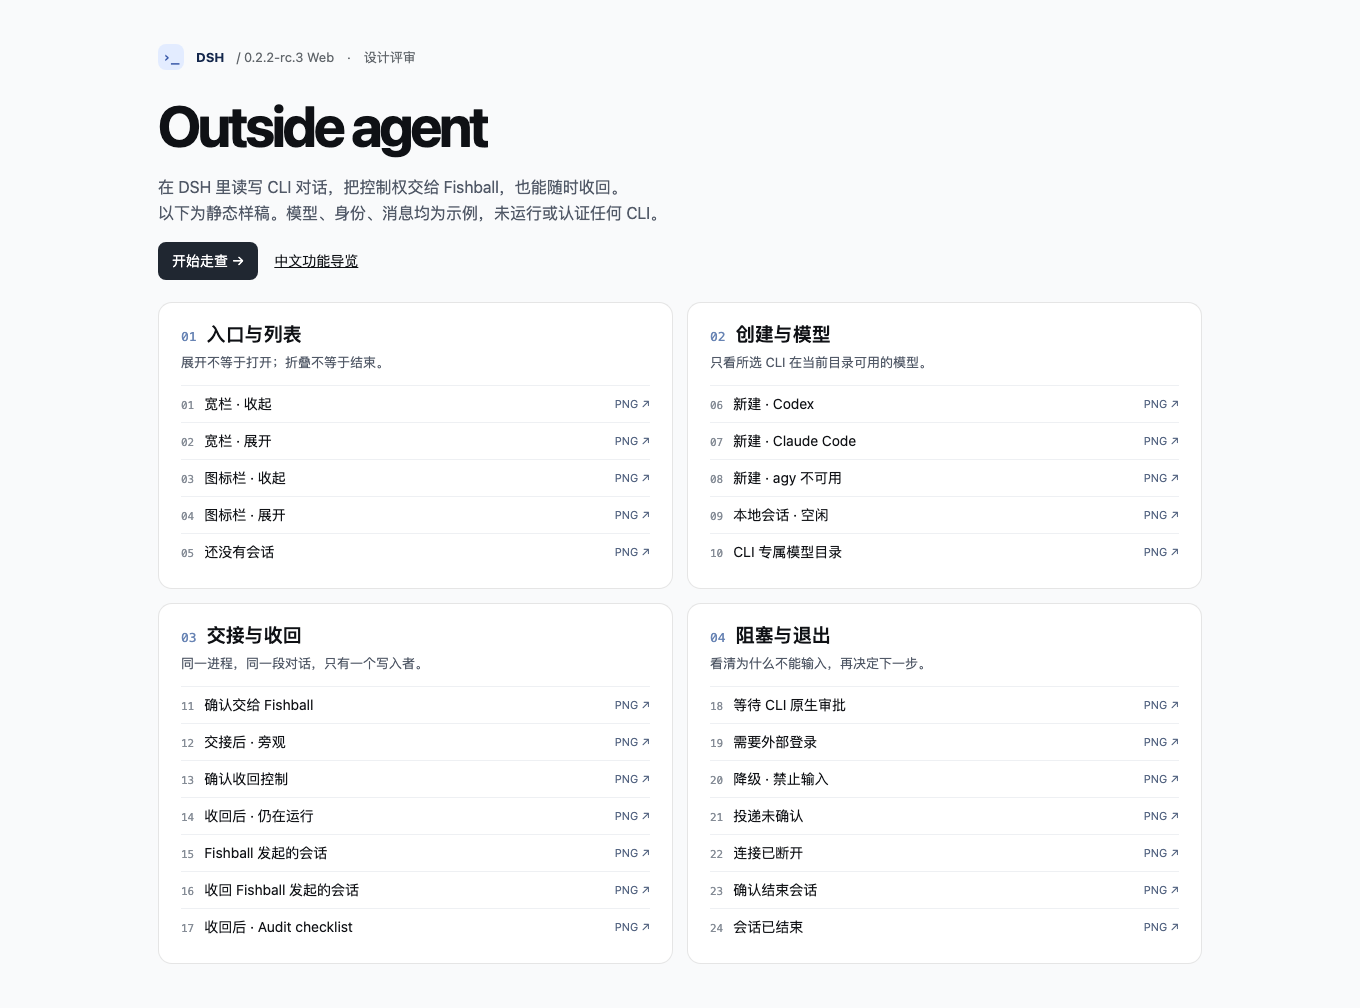 >_ DSH / 0.2.2-rc.3 Web · 设计评审
Outside agent
在 DSH 里读写 CLI 对话，把控制权交给 Fishball，也能随时收回。
以下为静态样稿。模型、身份、消息均为示例，未运行或认证任何 CLI。
开始走查 → 中文功能导览
01 入口与列表
展开不等于打开；折叠不等于结束。
01 宽栏 · 收起 PNG ↗
02 宽栏 · 展开 PNG ↗
03 图标栏 · 收起 PNG ↗
04 图标栏 · 展开 PNG ↗
05 还没有会话 PNG ↗
02 创建与模型
只看所选 CLI 在当前目录可用的模型。
06 新建 · Codex PNG ↗
07 新建 · Claude Code PNG ↗
08 新建 · agy 不可用 PNG ↗
09 本地会话 · 空闲 PNG ↗
10 CLI 专属模型目录 PNG ↗
03 交接与收回
同一进程，同一段对话，只有一个写入者。
11 确认交给 Fishball PNG ↗
12 交接后 · 旁观 PNG ↗
13 确认收回控制 PNG ↗
14 收回后 · 仍在运行 PNG ↗
15 Fishball 发起的会话 PNG ↗
16 收回 Fishball 发起的会话 PNG ↗
17 收回后 · Audit checklist PNG ↗
04 阻塞与退出
看清为什么不能输入，再决定下一步。
18 等待 CLI 原生审批 PNG ↗
19 需要外部登录 PNG ↗
20 降级 · 禁止输入 PNG ↗
21 投递未确认 PNG ↗
22 连接已断开 PNG ↗
23 确认结束会话 PNG ↗
24 会话已结束 PNG ↗